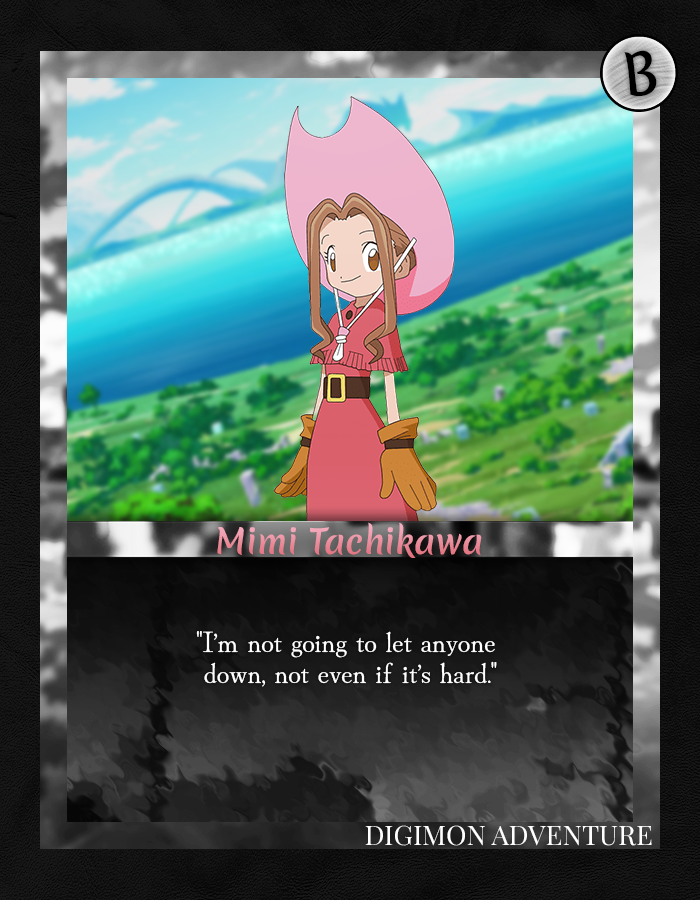 B
Mimi Tachikawa
"I'm not going to let anyone
down, not even if it's hard."
DIGIMON ADVENTURE